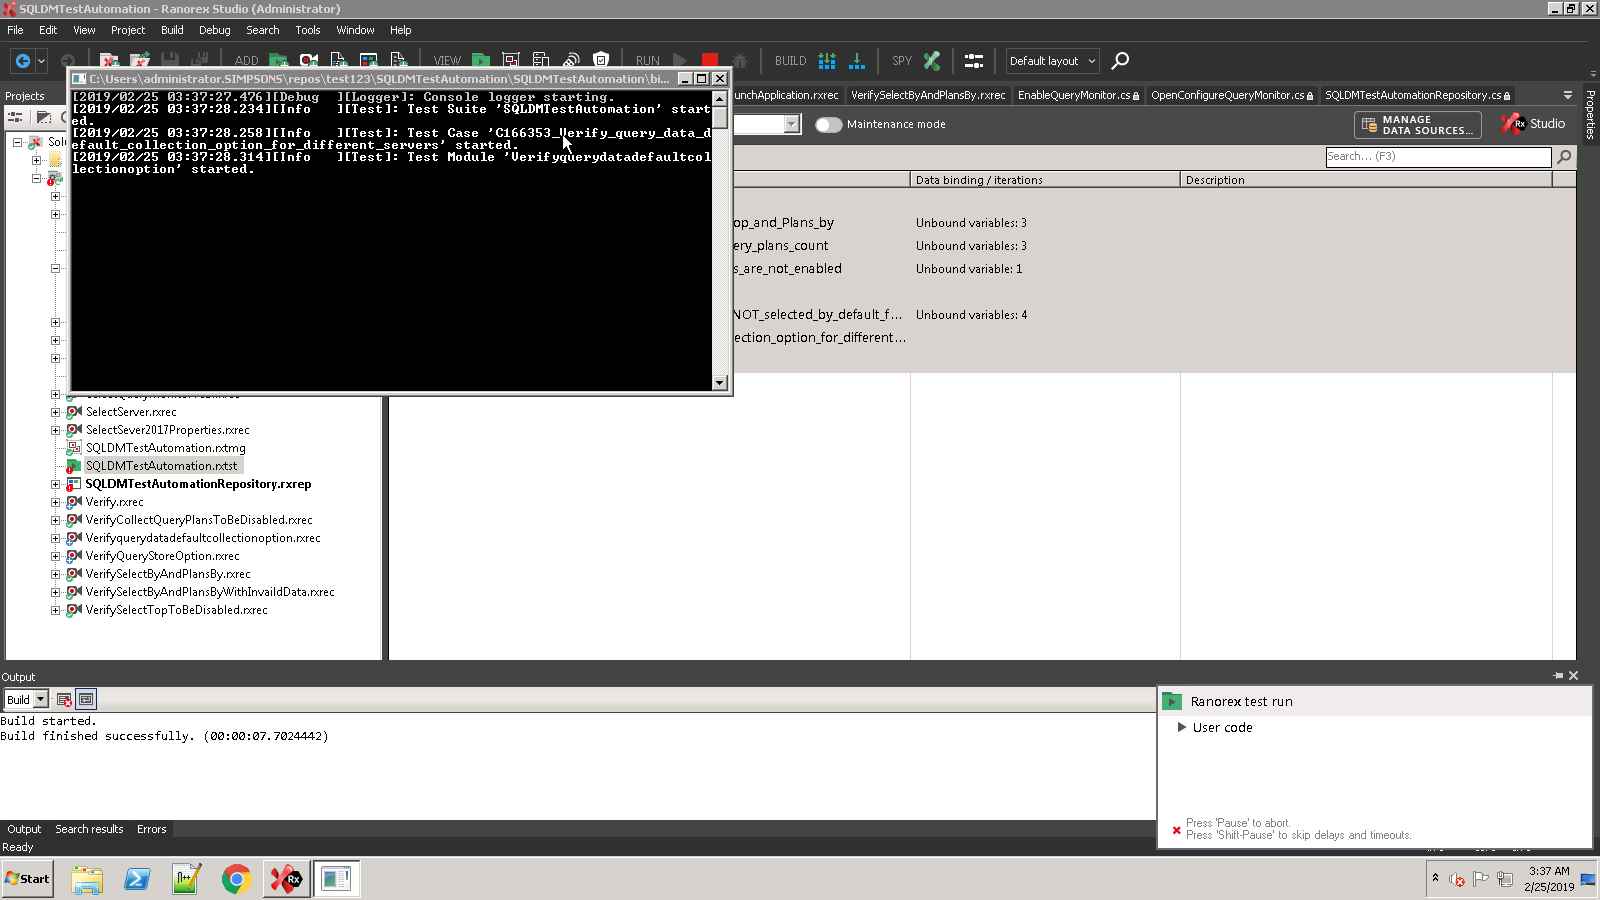 SQLDMTestAutomation - Ranorex Studio (Administrator)
File Edit View Project Build Debug Search Tools Window Help
ADD VIEW RUN BUILD SPY Default layout
C:\Users\administrator.SIMPSONS\repos\test123\SQLDMTestAutomation\SQLDMTestAutomation\bi...
[2019/02/25 03:37:27.476][Debug ][Logger]: Console logger starting.
[2019/02/25 03:37:28.234][Info ][Test]: Test Suite 'SQLDMTestAutomation' start
ed.
[2019/02/25 03:37:28.258][Info ][Test]: Test Case 'C166353_Verify_query_data_d
efault_collection_option_for_different_servers' started.
[2019/02/25 03:37:28.314][Info ][Test]: Test Module 'Verifyquerydatadefaultcol
lectionoption' started.
Projects
Solu
unchApplication.rxrec VerifySelectByAndPlansBy.rxrec EnableQueryMonitor.cs OpenConfigureQueryMonitor.cs SQLDMTestAutomationRepository.cs
Properties
Maintenance mode
MANAGE
DATA SOURCES...
Rx Studio
Search... (F3)
Data binding / iterations Description
op_and_Plans_by Unbound variables: 3
ery_plans_count Unbound variables: 3
s_are_not_enabled Unbound variable: 1
NOT_selected_by_default_f... Unbound variables: 4
ection_option_for_different...
SelectServer.rxrec
SelectSever2017Properties.rxrec
SQLDMTestAutomation.rxtmg
SQLDMTestAutomation.rxtst
SQLDMTestAutomationRepository.rxrep
Verify.rxrec
VerifyCollectQueryPlansToBeDisabled.rxrec
Verifyquerydatadefaultcollectionoption.rxrec
VerifyQueryStoreOption.rxrec
VerifySelectByAndPlansBy.rxrec
VerifySelectByAndPlansByWithInvaildData.rxrec
VerifySelectTopToBeDisabled.rxrec
Output
Build
Build started.
Build finished successfully. (00:00:07.7024442)
Ranorex test run
User code
Press 'Pause' to abort.
Press 'Shift-Pause' to skip delays and timeouts.
Output Search results Errors
Ready
Start
3:37 AM
2/25/2019